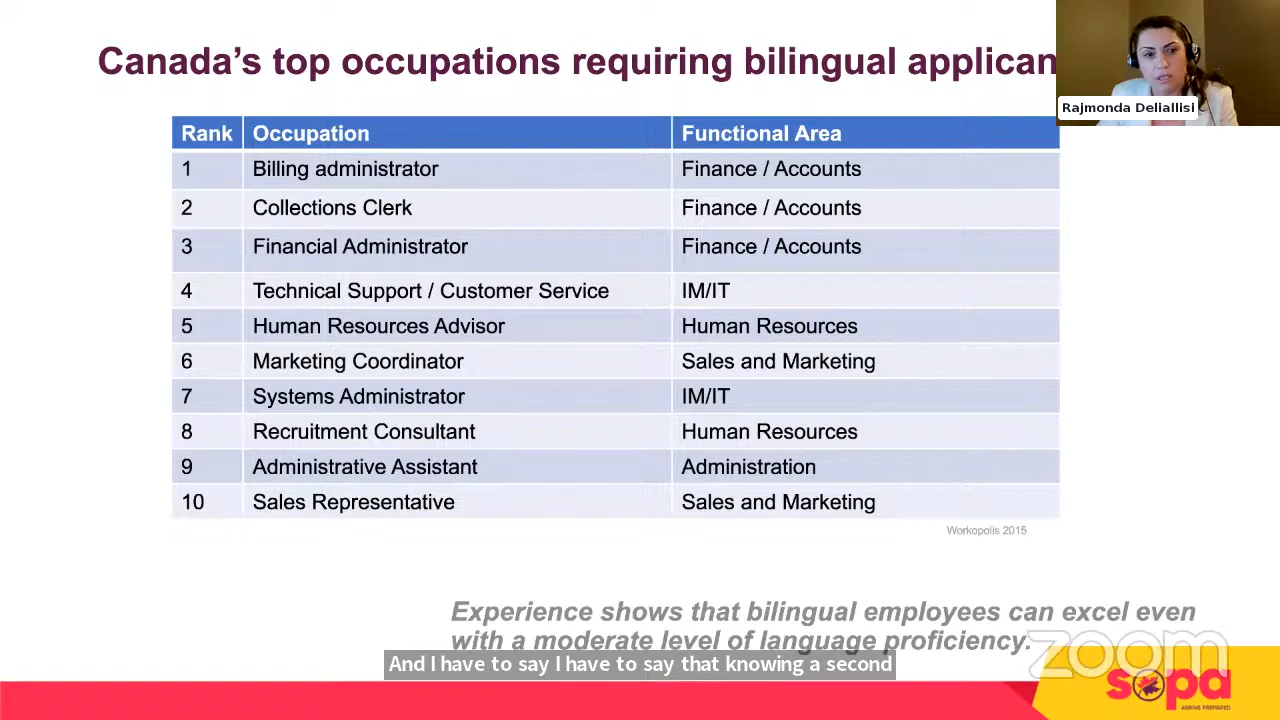 Canada's top occupations requiring bilingual applican
Rajmonda Deliallisi
Rank Occupation Functional Area
1 Billing administrator Finance / Accounts
2 Collections Clerk Finance / Accounts
3 Financial Administrator Finance / Accounts
4 Technical Support / Customer Service IM/IT
5 Human Resources Advisor Human Resources
6 Marketing Coordinator Sales and Marketing
7 Systems Administrator IM/IT
8 Recruitment Consultant Human Resources
9 Administrative Assistant Administration
10 Sales Representative Sales and Marketing
Workopolis 2015
Experience shows that bilingual employees can excel even
with a moderate level of language proficiency.
And I have to say I have to say that knowing a second
zoom
sopa
ARRIVE PREPARED